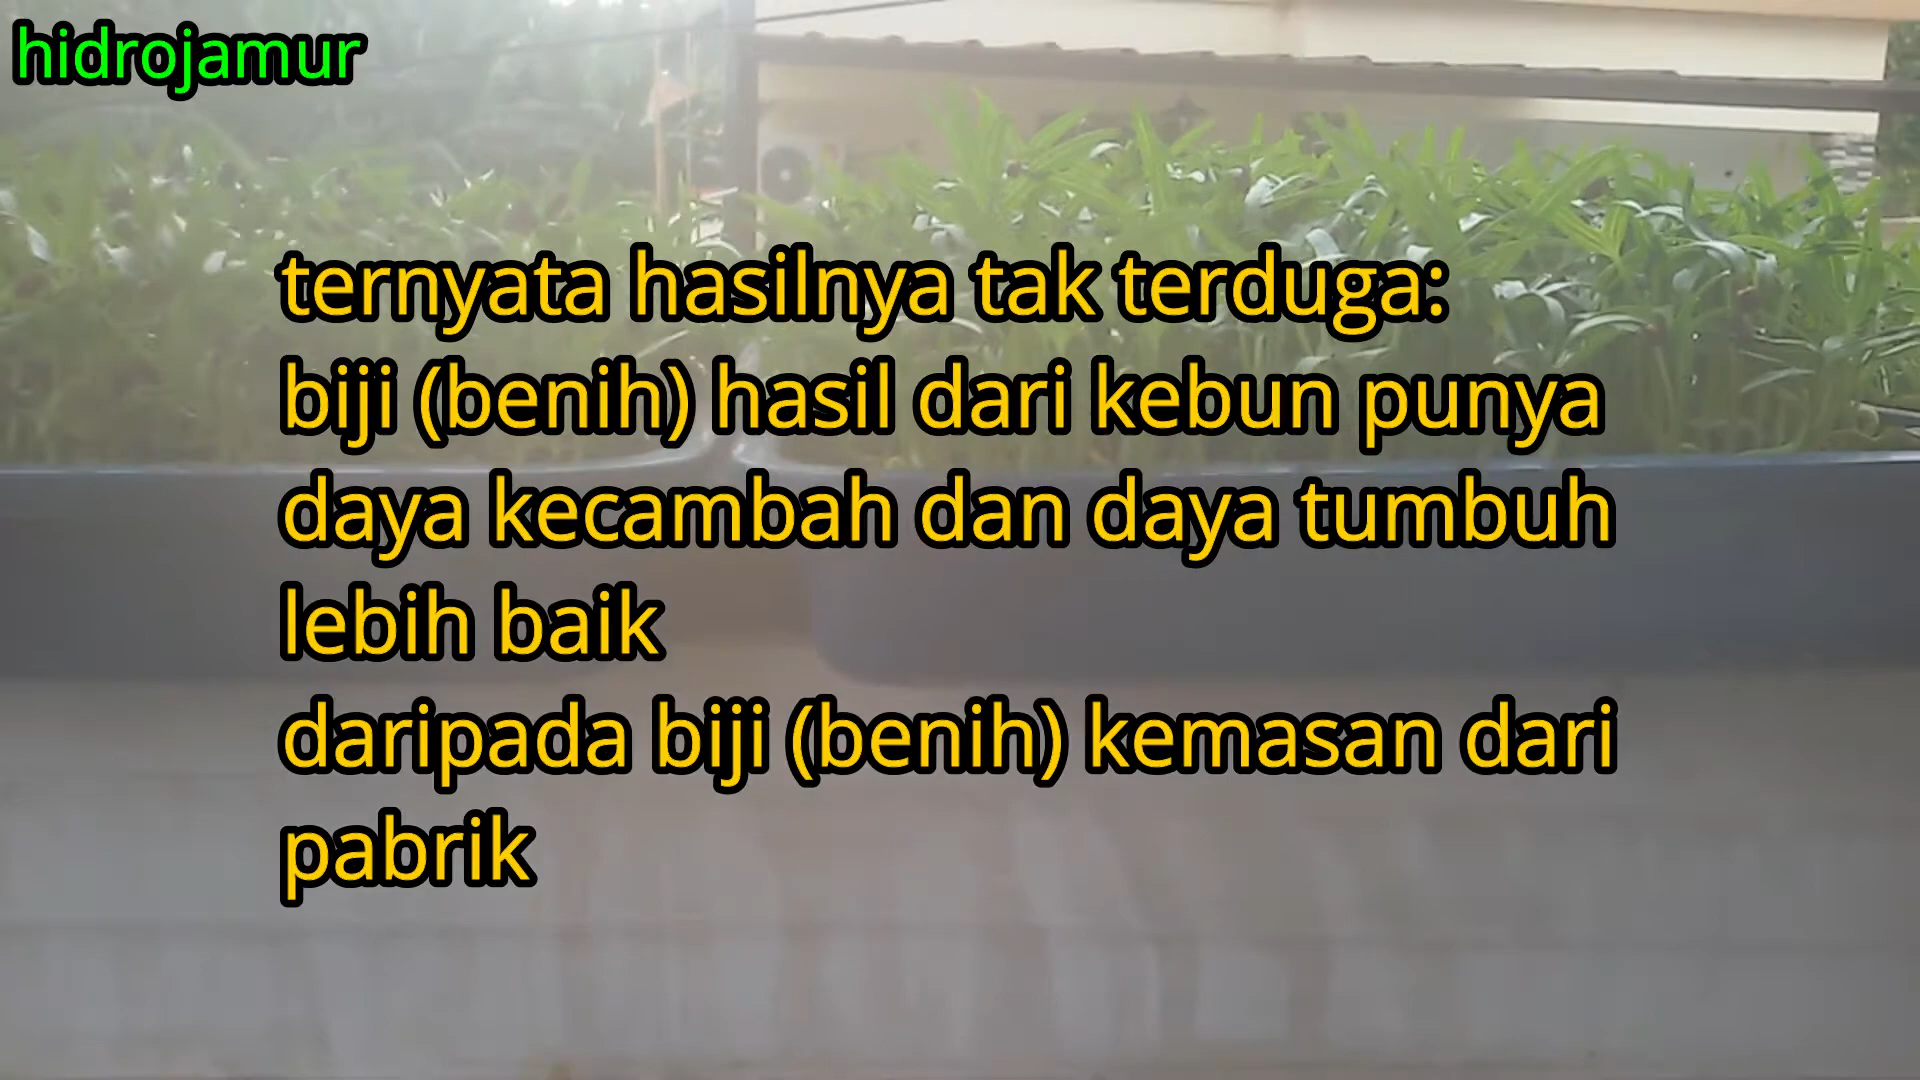 hidrojamur
ternyata hasilnya tak terduga:
biji (benih) hasil dari kebun punya
daya kecambah dan daya tumbuh
lebih baik
daripada biji (benih) kemasan dari
pabrik